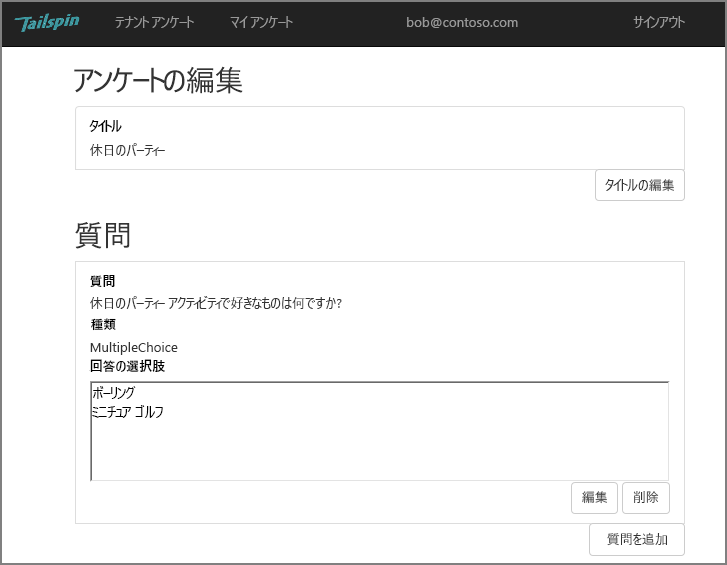 Tailspin テナント アンケート マイ アンケート bob@contoso.com サインアウト
アンケートの編集
タイトル
休日のパーティー
タイトルの編集
質問
質問
休日のパーティー アクティビティで好きなものは何ですか?
種類
MultipleChoice
回答の選択肢
ボーリング
ミニチュア ゴルフ
編集 削除
質問を追加